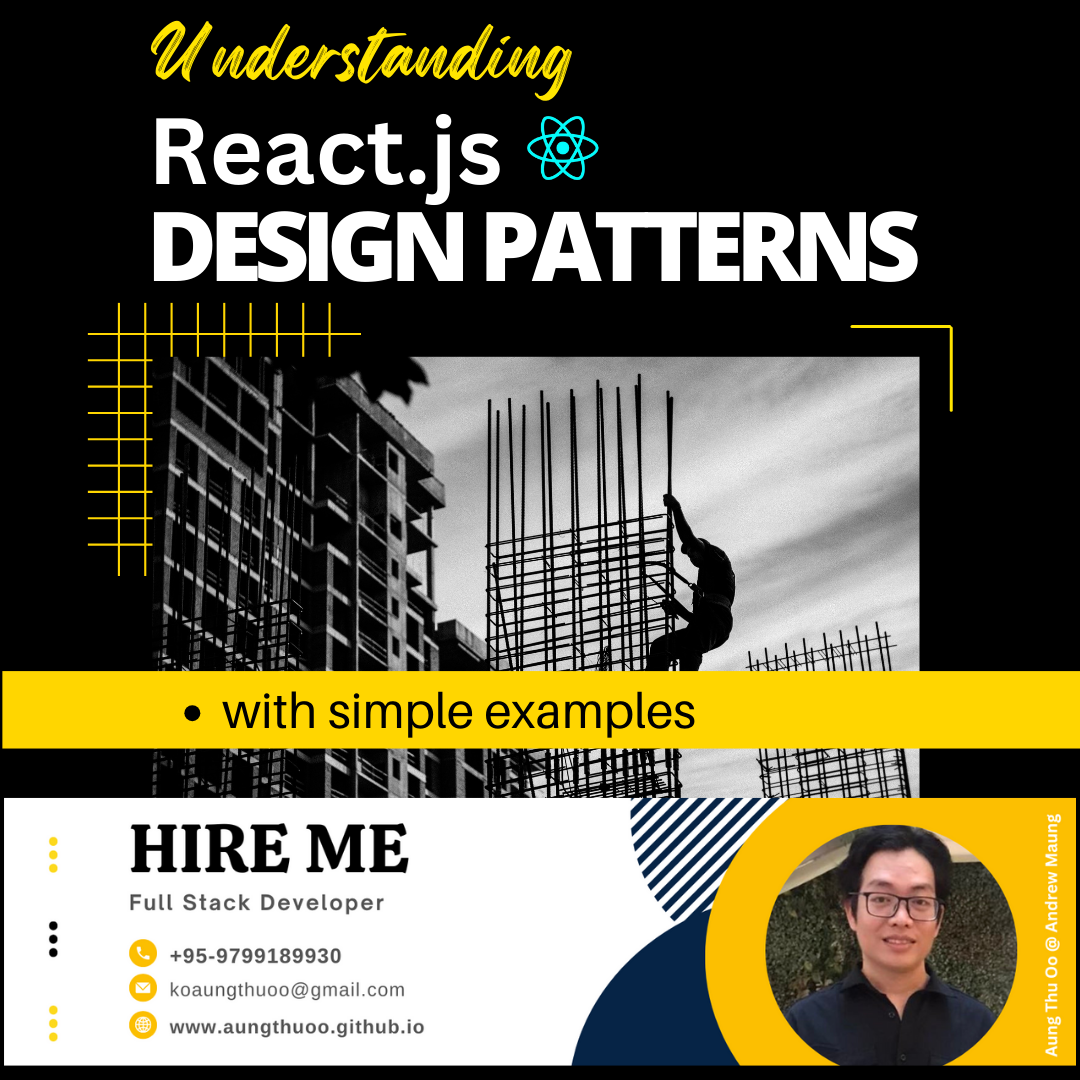 Understanding
React.js
DESIGN PATTERNS
• with simple examples
HIRE ME
Full Stack Developer
+95-9799189930
koaungthuoo@gmail.com
www.aungthuoo.github.io
Aung Thu Oo @ Andrew Maung